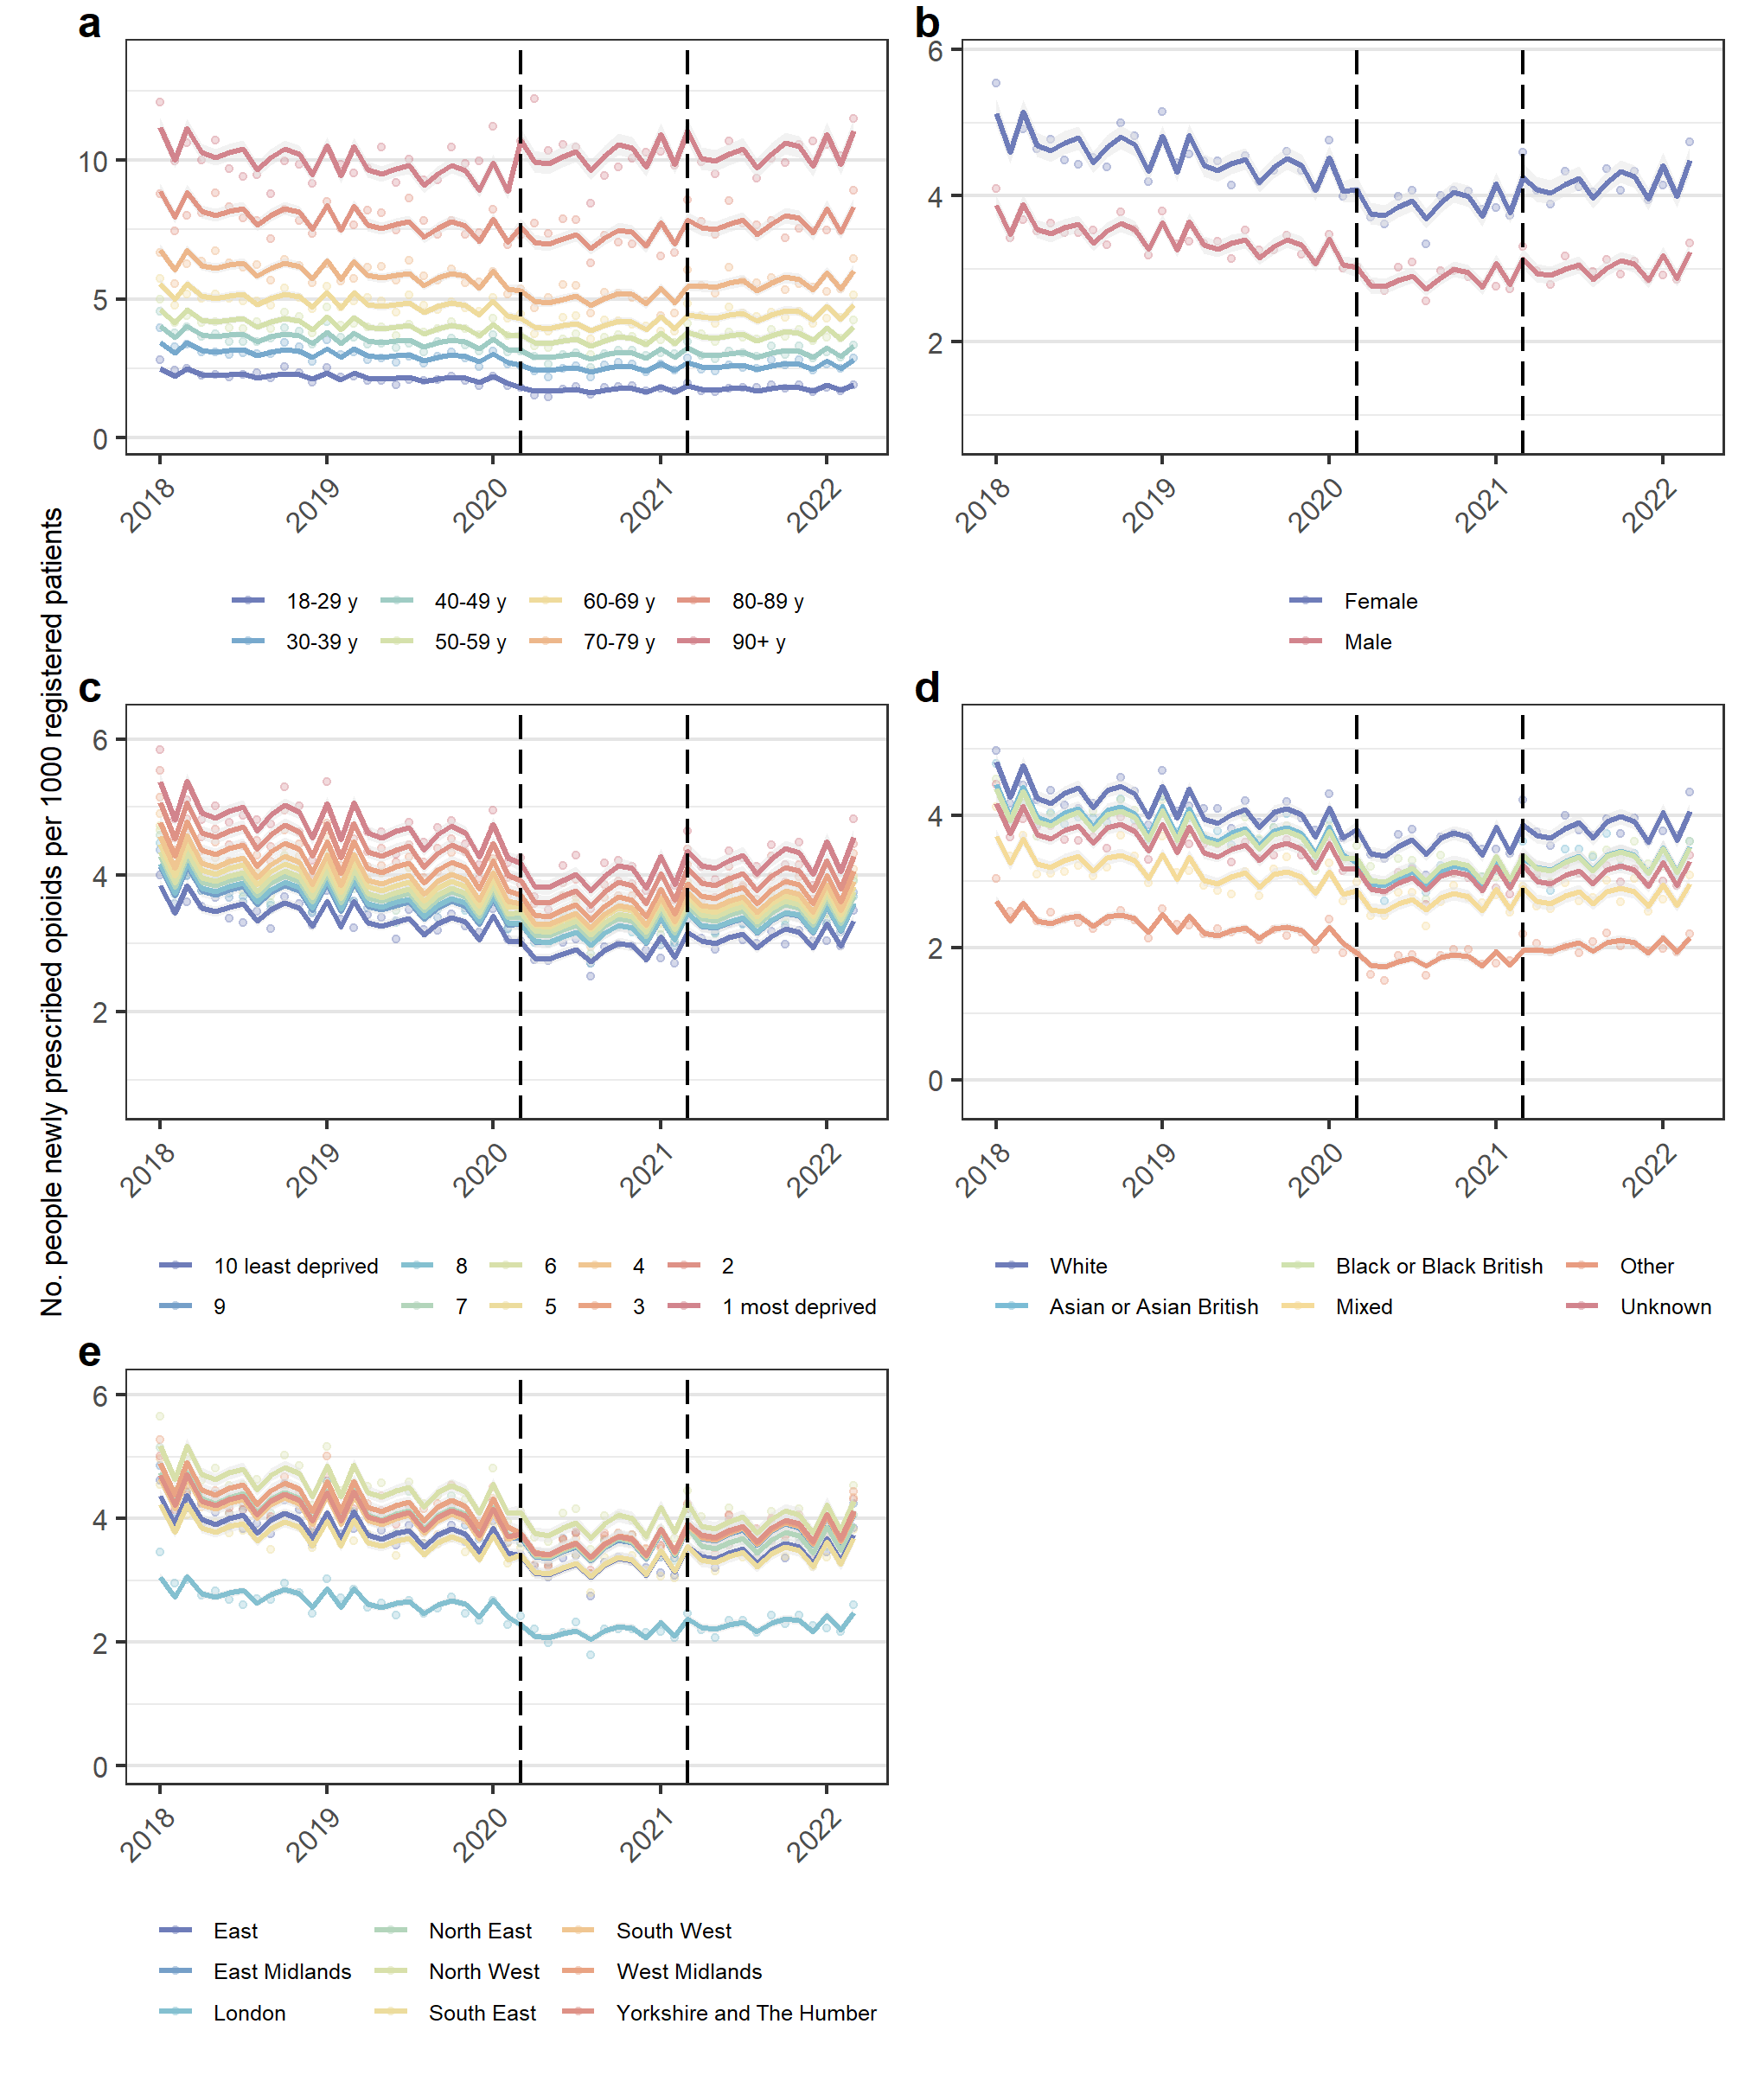 No. people newly prescribed opioids per 1000 registered patients
a
10
5
0
2018 2019 2020 2021 2022
18-29 y 40-49 y 60-69 y 80-89 y
30-39 y 50-59 y 70-79 y 90+ y
b
6
4
2
2018 2019 2020 2021 2022
Female
Male
c
6
4
2
2018 2019 2020 2021 2022
10 least deprived 8 6 4 2
9 7 5 3 1 most deprived
d
4
2
0
2018 2019 2020 2021 2022
White Black or Black British Other
Asian or Asian British Mixed Unknown
e
6
4
2
0
2018 2019 2020 2021 2022
East North East South West
East Midlands North West West Midlands
London South East Yorkshire and The Humber